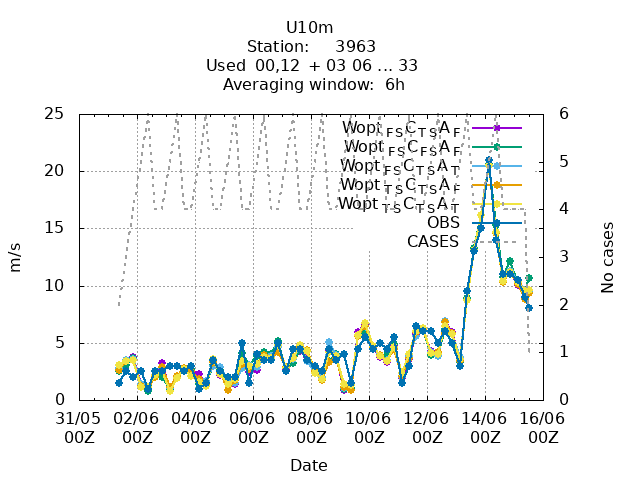 U10m
Station: 3963
Used 00,12 + 03 06 ... 33
Averaging window: 6h
25
20
15
10
5
0
m/s
6
5
4
3
2
1
0
No cases
Wopt FS C TS A F
Wopt FS C FS A F
Wopt FS C TS A T
Wopt TS C TS A F
Wopt TS C TS A T
OBS
CASES
31/05 02/06 04/06 06/06 08/06 10/06 12/06 14/06 16/06
00Z 00Z 00Z 00Z 00Z 00Z 00Z 00Z 00Z
Date